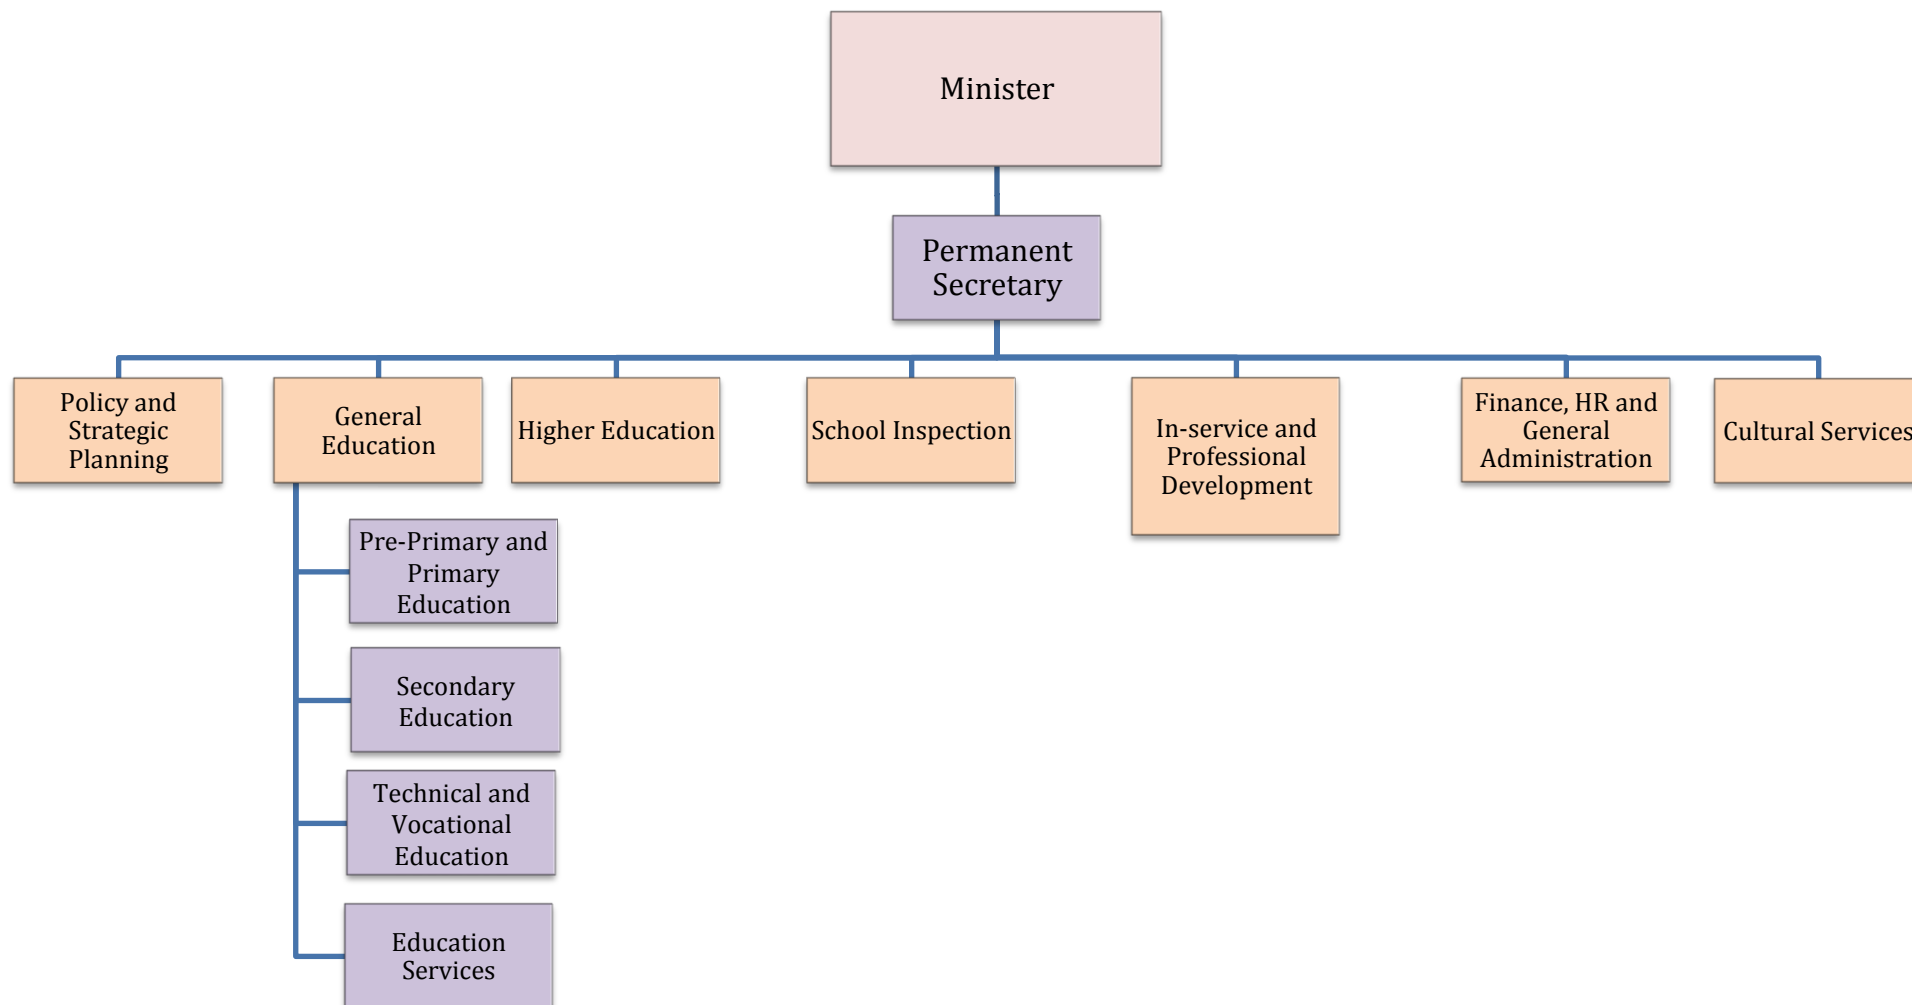 Minister
Permanent
Secretary
Policy and
Strategic
Planning
General
Education
Higher Education
School Inspection
In-service and
Professional
Development
Finance, HR and
General
Administration
Cultural Services
Pre-Primary and
Primary
Education
Secondary
Education
Technical and
Vocational
Education
Education
Services